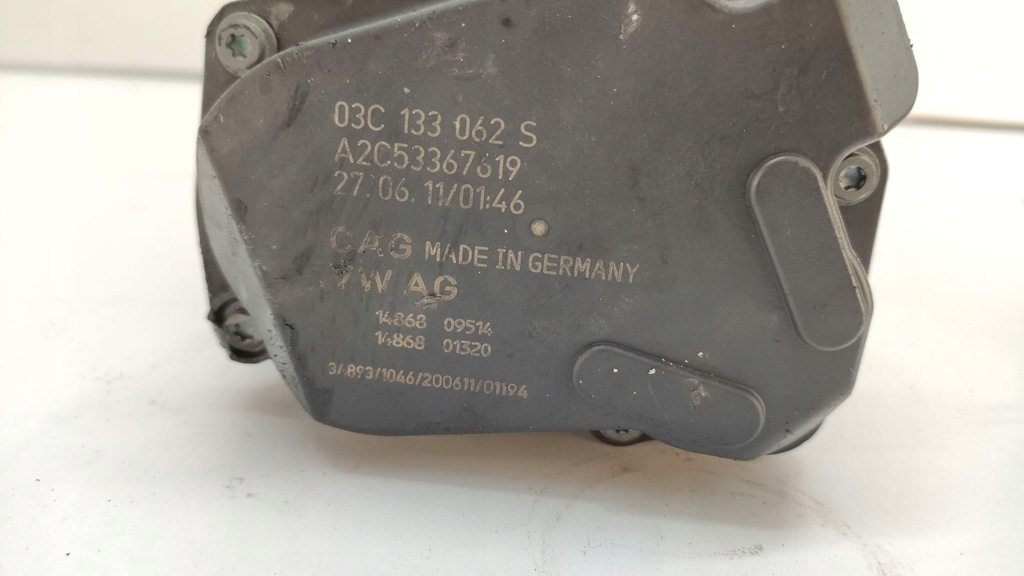 03C 133 062 S
A2C53367619
27.06.11/01:46
CAG MADE IN GERMANY
VW AG
14868 09514
14868 01320
34893/1046/200611/01194